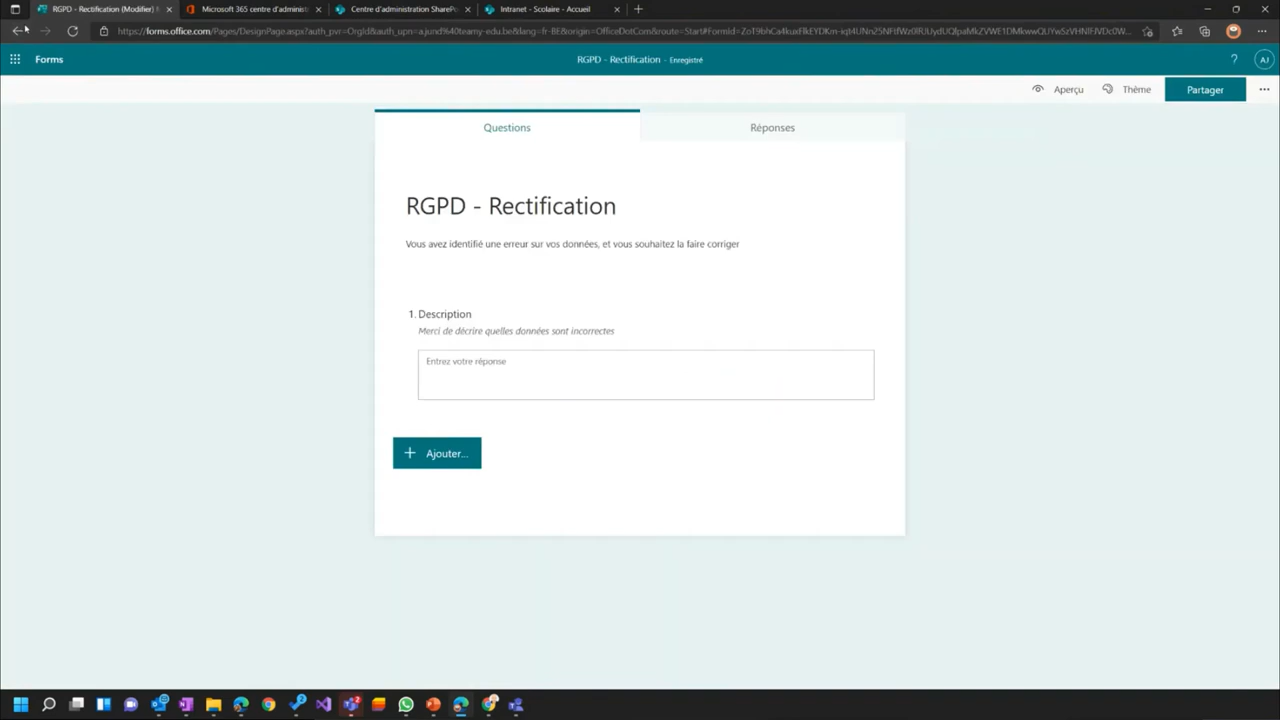 RGPD - Rectification (Modifier)
Microsoft 365 centre d'administ
Centre d'administration SharePo
Intranet - Scolaire - Accueil
Forms
RGPD - Rectification - Enregistré
?
AJ
Aperçu
Thème
Partager
Questions
Réponses
RGPD - Rectification
Vous avez identifié une erreur sur vos données, et vous souhaitez la faire corriger
1. Description
Merci de décrire quelles données sont incorrectes
Entrez votre réponse
+ Ajouter...